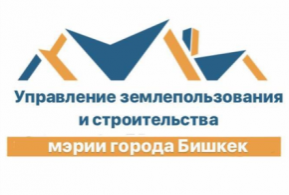 Управление землепользования
и строительства
мэрии города Бишкек